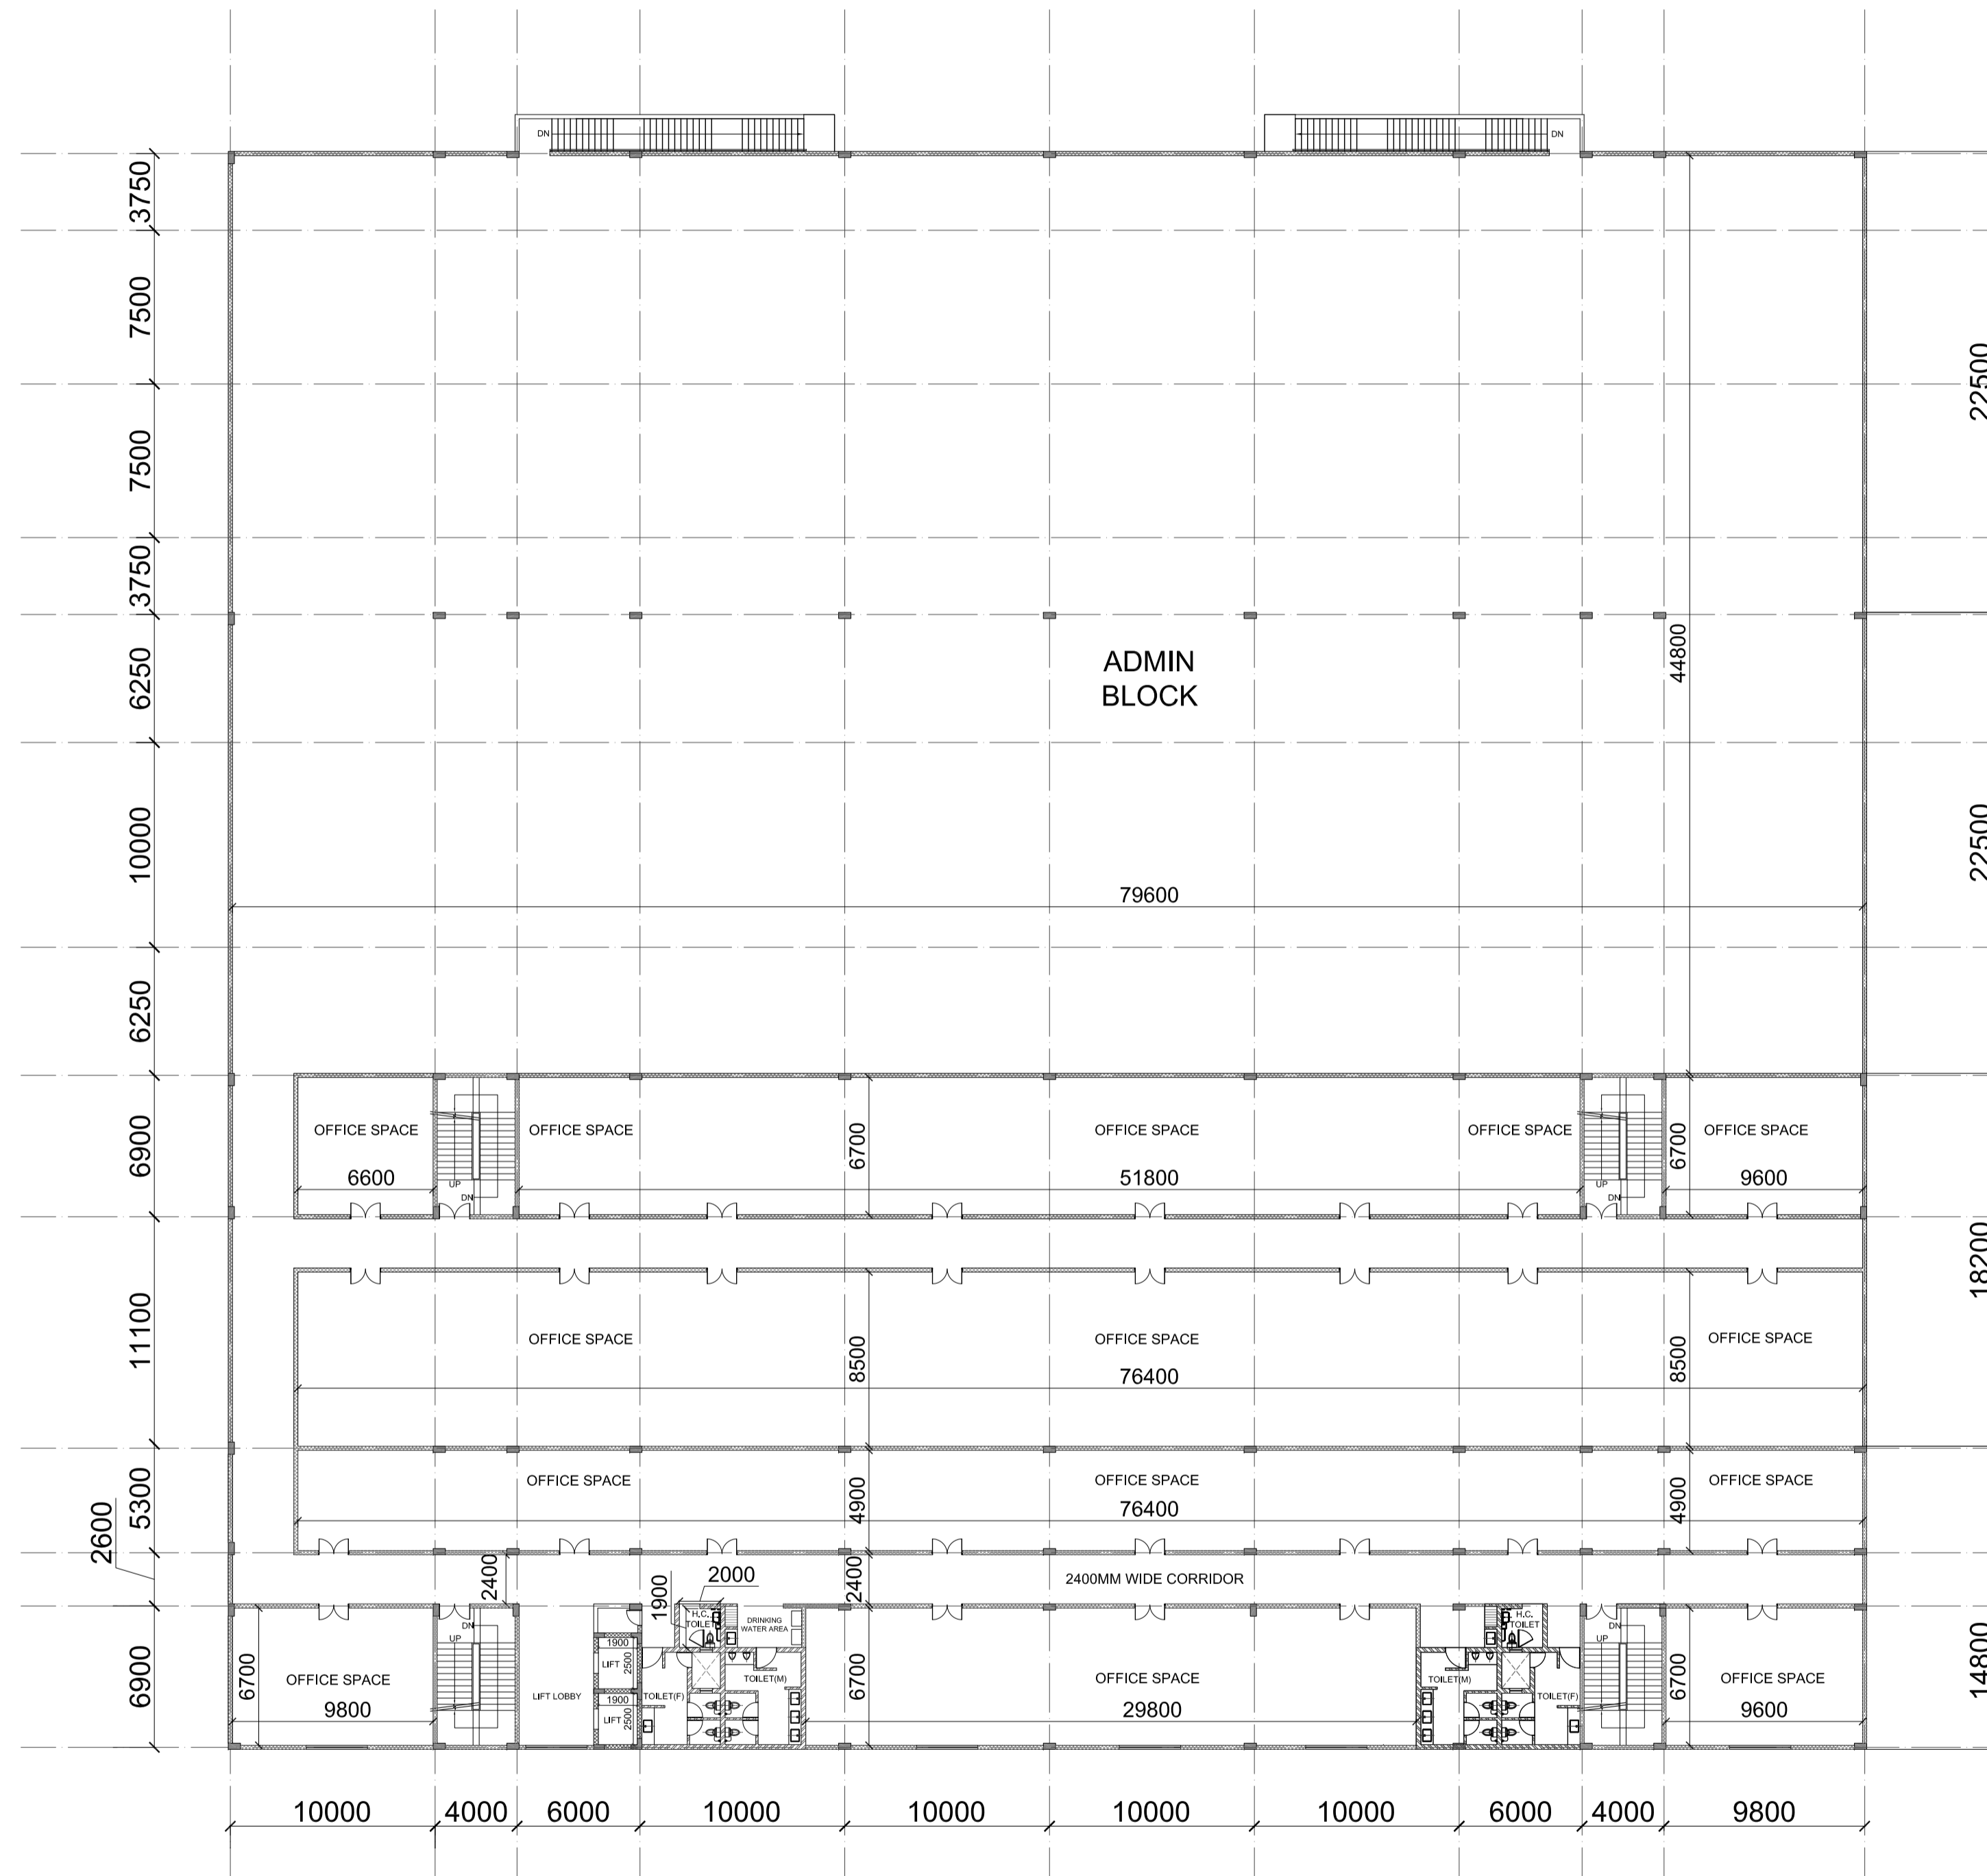 DN
DN
3750
7500
7500
3750
6250
10000
6250
6900
11100
5300
2600
6900
22500
22500
18200
14800
44800
ADMIN
BLOCK
79600
OFFICE SPACE
OFFICE SPACE
OFFICE SPACE
OFFICE SPACE
OFFICE SPACE
6600
6700
51800
6700
9600
UP
DN
UP
DN
OFFICE SPACE
OFFICE SPACE
OFFICE SPACE
8500
76400
8500
OFFICE SPACE
OFFICE SPACE
OFFICE SPACE
4900
76400
4900
2400
1900
2000
2400
2400MM WIDE CORRIDOR
H.C.
TOILET
DRINKING
WATER AREA
H.C.
TOILET
DN
UP
DN
UP
6700
OFFICE SPACE
9800
LIFT LOBBY
1900
LIFT
2500
1900
LIFT
2500
TOILET(F)
TOILET(M)
6700
OFFICE SPACE
29800
TOILET(M)
TOILET(F)
6700
OFFICE SPACE
9600
10000
4000
6000
10000
10000
10000
10000
6000
4000
9800